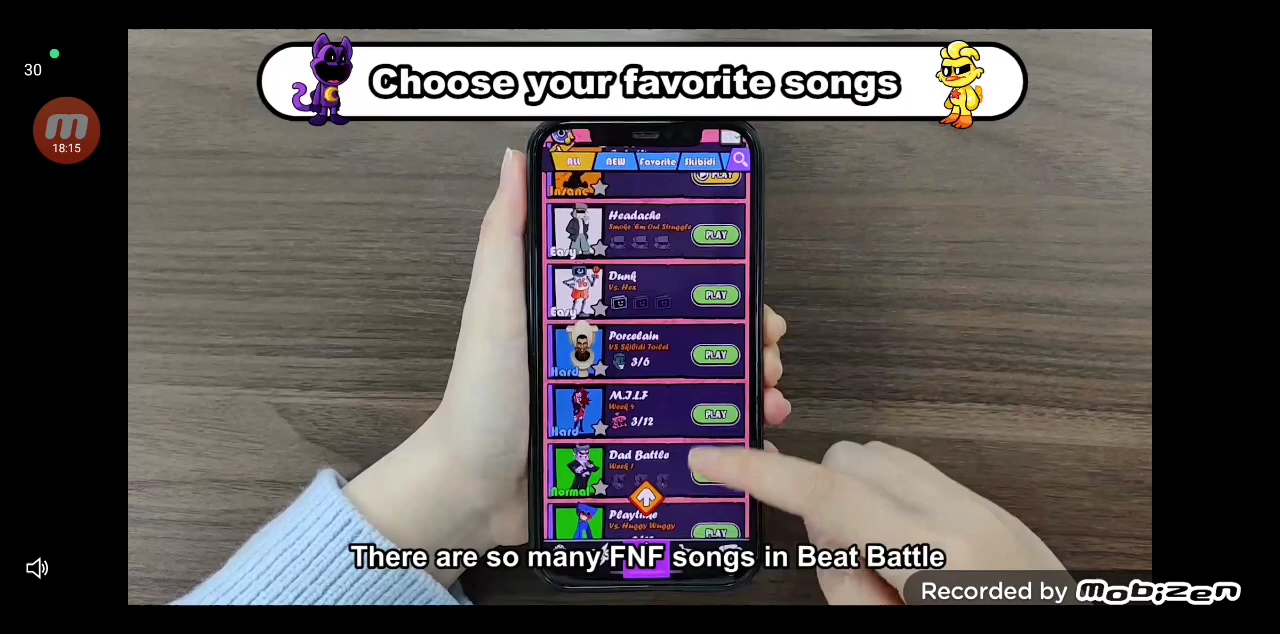 30
18:15
Choose your favorite songs
ALL NEW Favorite Skibidi
Insane PLAY
Headache
Smoke 'Em Out Struggle
Easy PLAY
Dunk
Vs. Hex
Easy PLAY
Porcelain
VS Skibidi Toilet
3/6
Hard PLAY
M.I.L.F
Week 4
3/12
Hard PLAY
Dad Battle
Week 1
Normal
Playtime
Vs. Huggy Wuggy
PLAY
There are so many FNF songs in Beat Battle
Recorded by mobizen